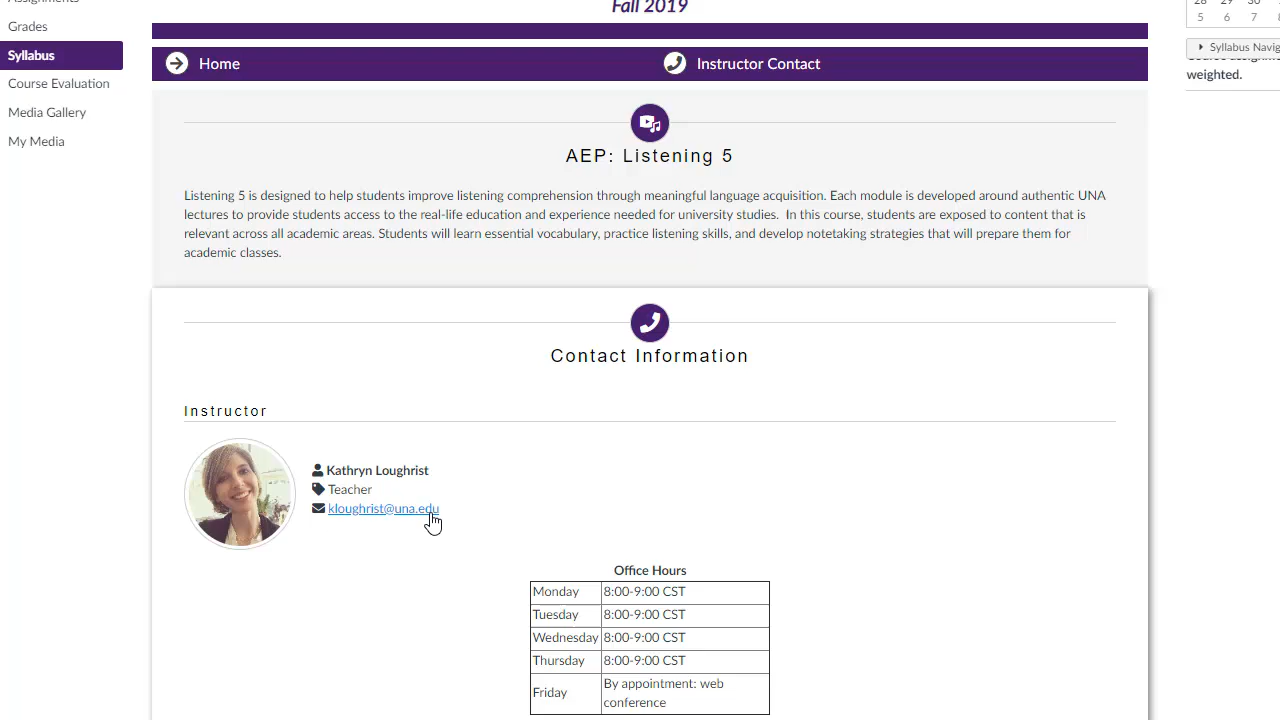 Fall 2019
Grades
Syllabus
Course Evaluation
Media Gallery
My Media
Home
Instructor Contact
AEP: Listening 5
Listening 5 is designed to help students improve listening comprehension through meaningful language acquisition. Each module is developed around authentic UNA
lectures to provide students access to the real-life education and experience needed for university studies.  In this course, students are exposed to content that is
relevant across all academic areas. Students will learn essential vocabulary, practice listening skills, and develop notetaking strategies that will prepare them for
academic classes.
Contact Information
Instructor
Kathryn Loughrist
Teacher
kloughrist@una.edu
Office Hours
Monday 8:00-9:00 CST
Tuesday 8:00-9:00 CST
Wednesday 8:00-9:00 CST
Thursday 8:00-9:00 CST
Friday By appointment: web
conference
28 29 30
5 6 7
Syllabus Navig
weighted.